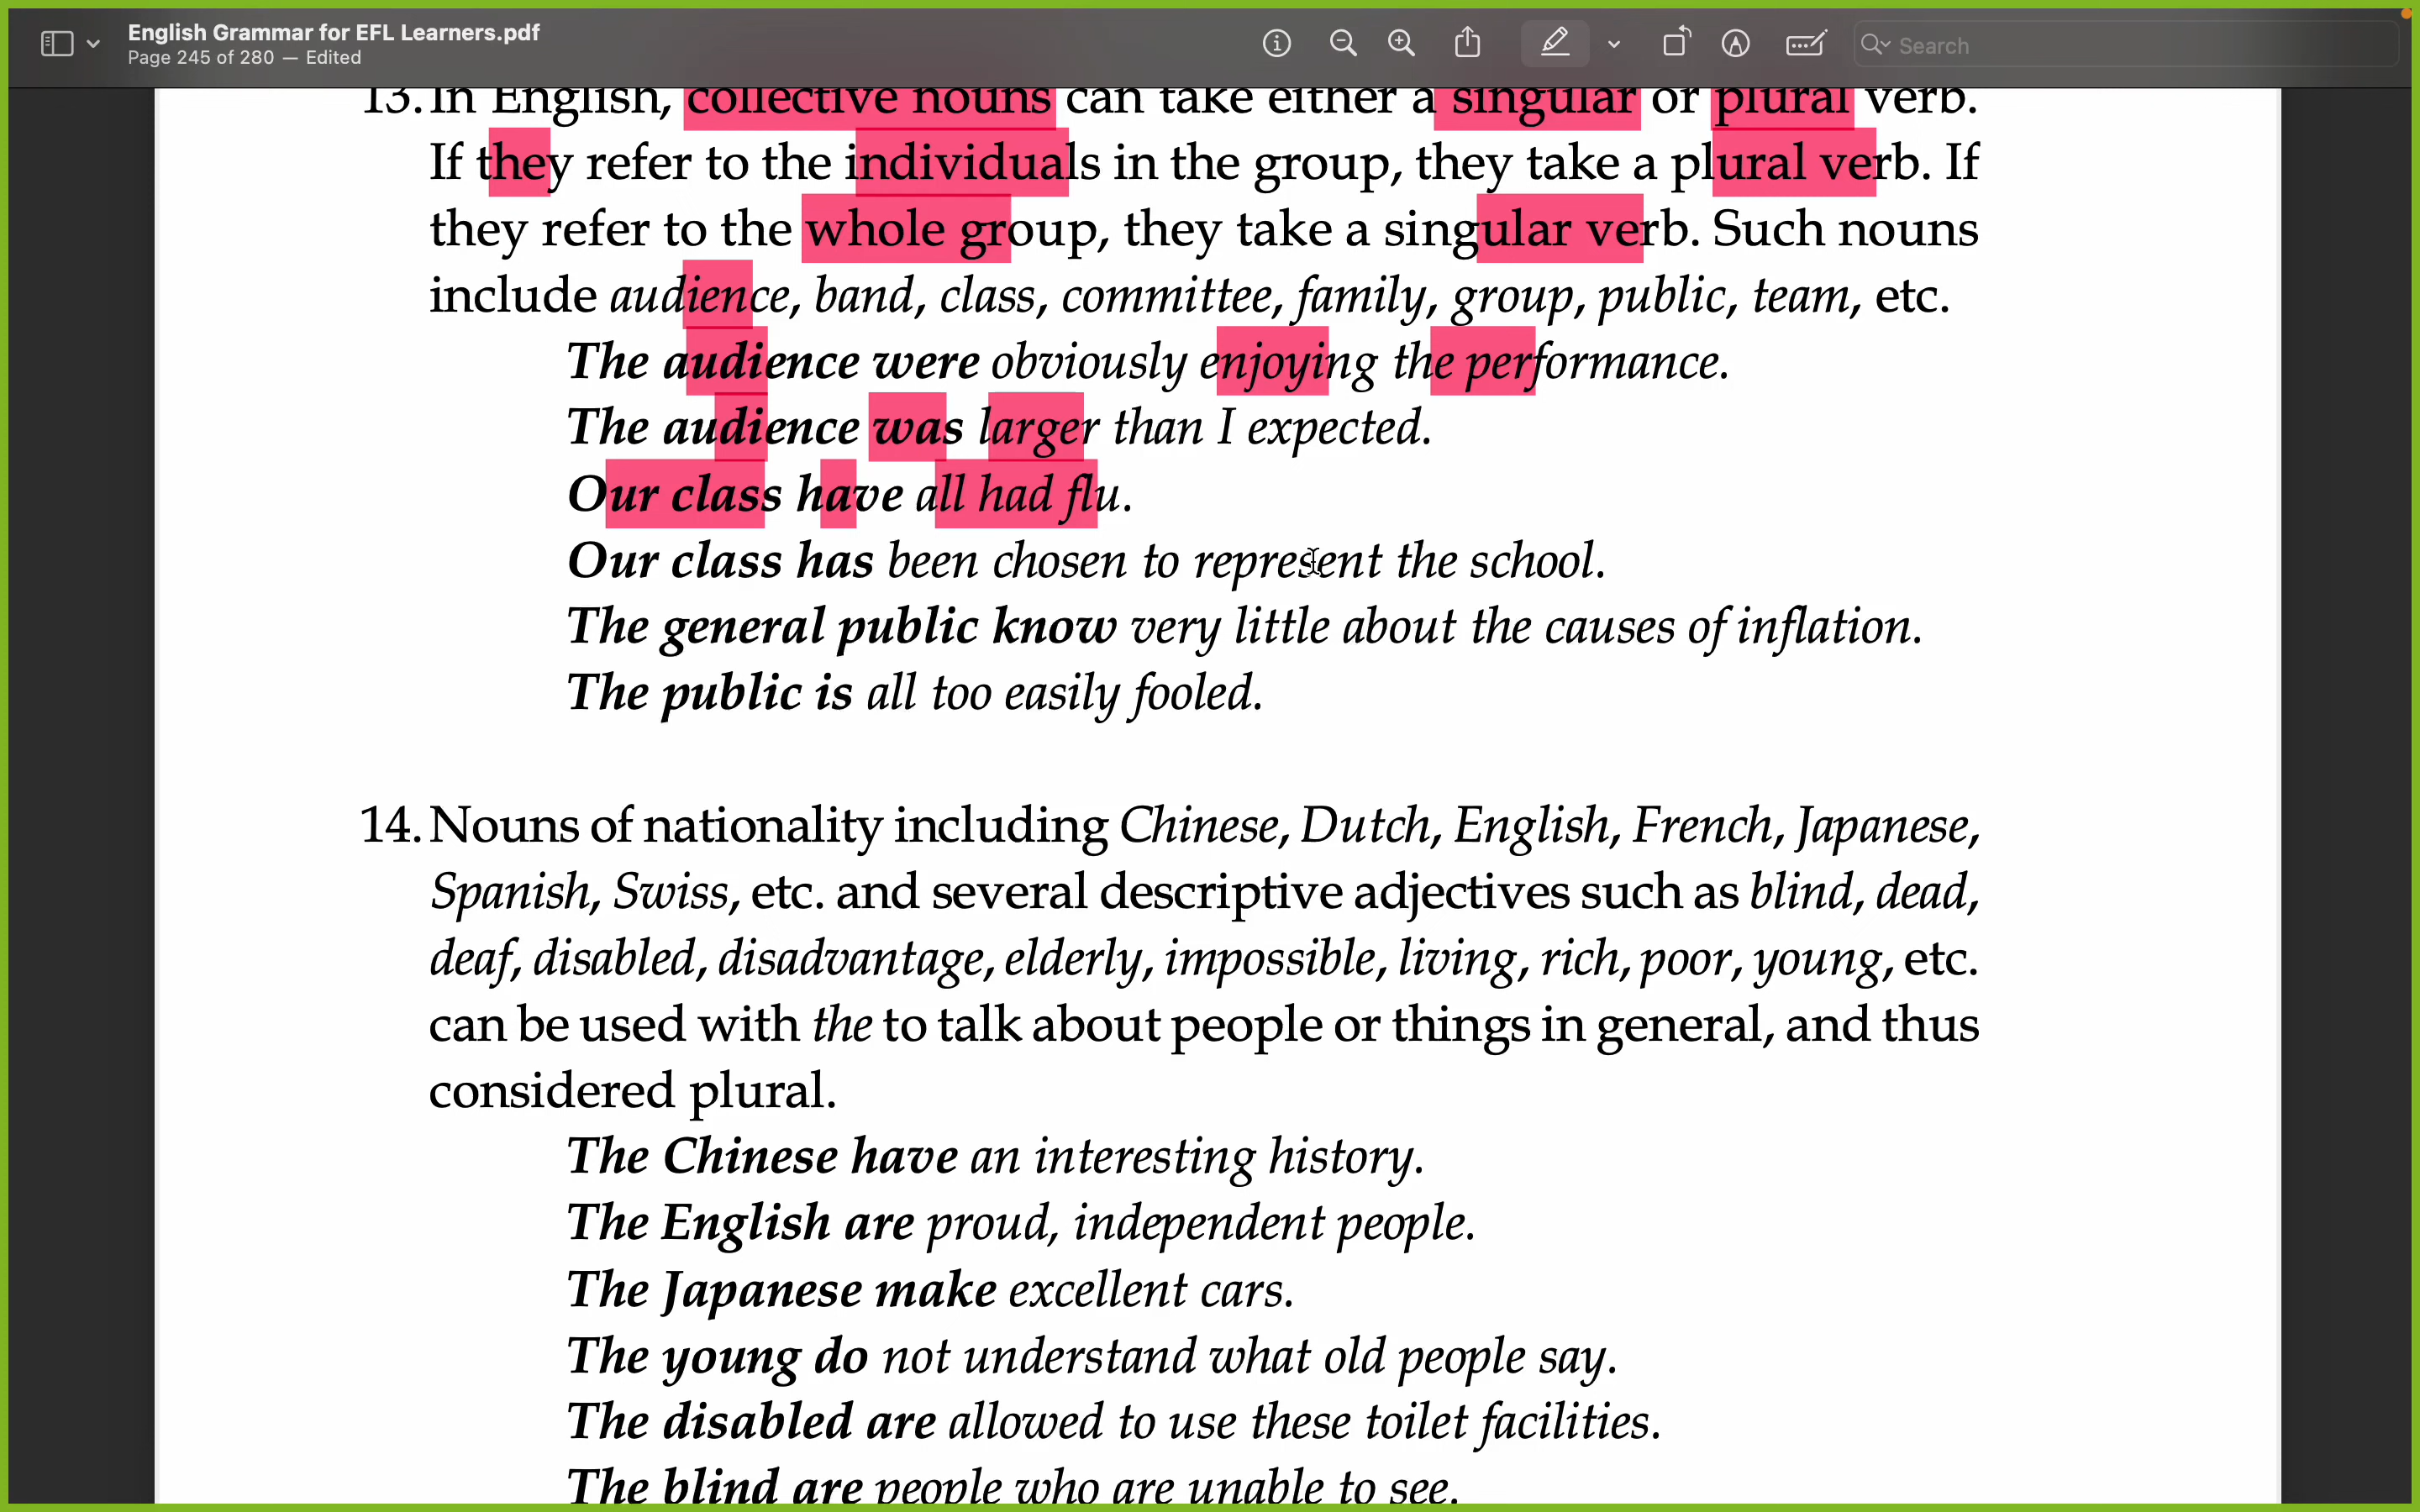 English Grammar for EFL Learners.pdf
Page 245 of 280 — Edited
Search
13. In English, collective nouns can take either a singular or plural verb.
If they refer to the individuals in the group, they take a plural verb. If
they refer to the whole group, they take a singular verb. Such nouns
include audience, band, class, committee, family, group, public, team, etc.
The audience were obviously enjoying the performance.
The audience was larger than I expected.
Our class have all had flu.
Our class has been chosen to represent the school.
The general public know very little about the causes of inflation.
The public is all too easily fooled.
14. Nouns of nationality including Chinese, Dutch, English, French, Japanese,
Spanish, Swiss, etc. and several descriptive adjectives such as blind, dead,
deaf, disabled, disadvantage, elderly, impossible, living, rich, poor, young, etc.
can be used with the to talk about people or things in general, and thus
considered plural.
The Chinese have an interesting history.
The English are proud, independent people.
The Japanese make excellent cars.
The young do not understand what old people say.
The disabled are allowed to use these toilet facilities.
The blind are people who are unable to see.